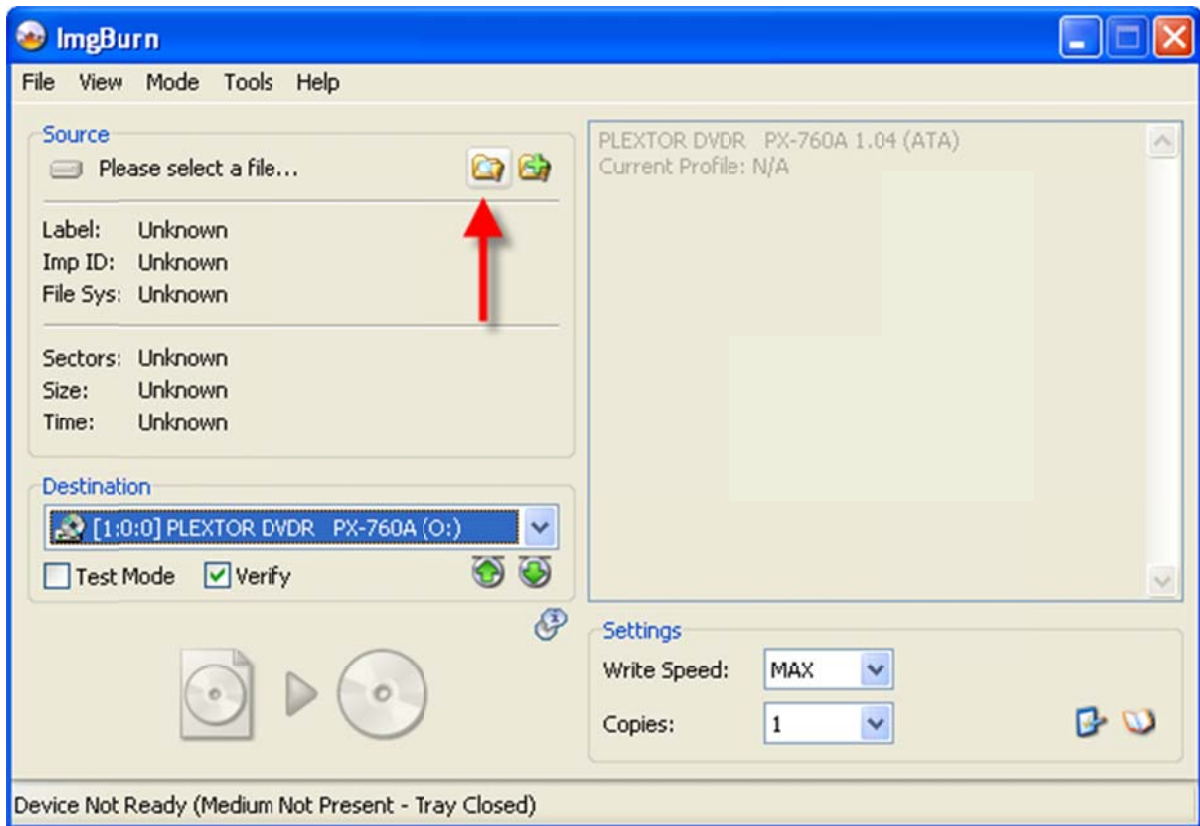 ImgBurn
File View Mode Tools Help
Source
Please select a file...
Label: Unknown
Imp ID: Unknown
File Sys: Unknown
Sectors: Unknown
Size: Unknown
Time: Unknown
Destination
[1:0:0] PLEXTOR DVDR PX-760A (O:)
Test Mode Verify
PLEXTOR DVDR PX-760A 1.04 (ATA)
Current Profile: N/A
Settings
Write Speed: MAX
Copies: 1
Device Not Ready (Medium Not Present - Tray Closed)